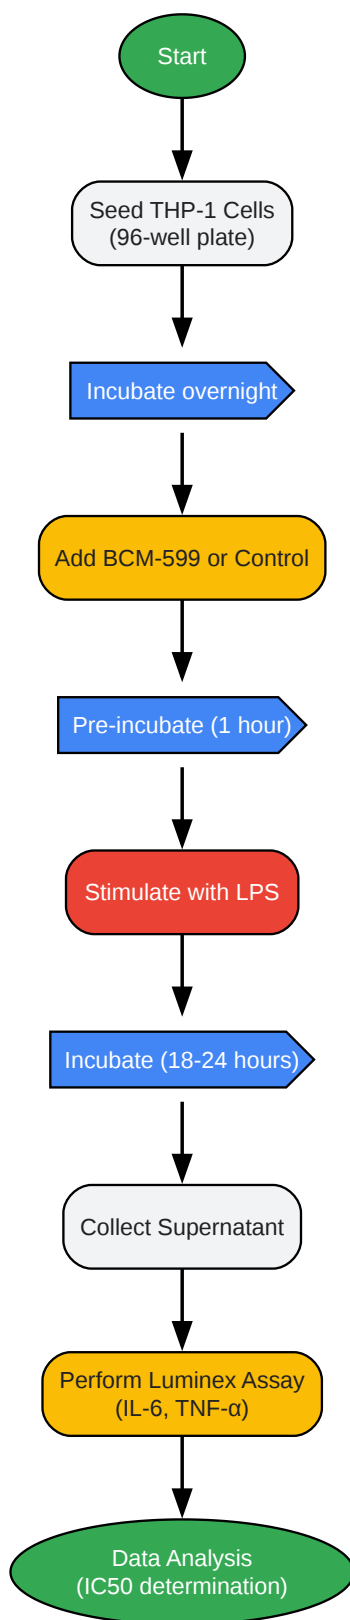 Start
Seed THP-1 Cells
(96-well plate)
Incubate overnight
Add BCM-599 or Control
Pre-incubate (1 hour)
Stimulate with LPS
Incubate (18-24 hours)
Collect Supernatant
Perform Luminex Assay
(IL-6, TNF-α)
Data Analysis
(IC50 determination)